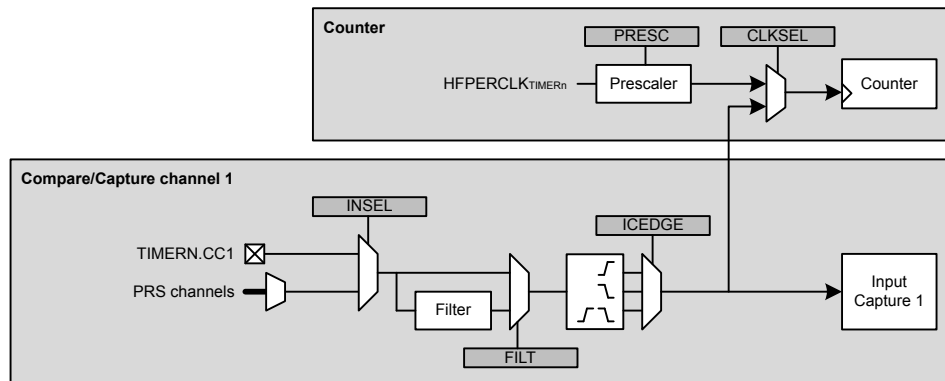 Counter
PRESC
CLKSEL
HFPERCLKTIMERn
Prescaler
Counter
Compare/Capture channel 1
INSEL
ICEDGE
TIMERN.CC1
PRS channels
Filter
Input
Capture 1
FILT